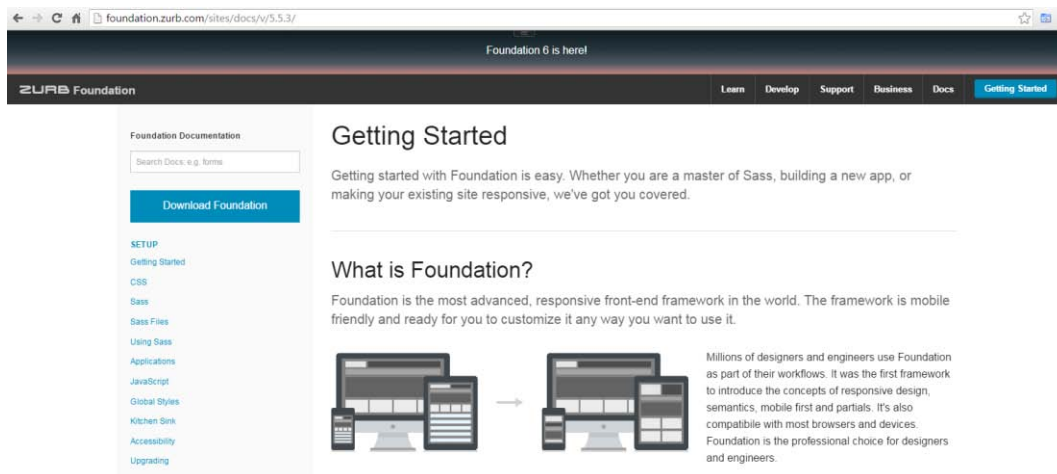 foundation.zurb.com/sites/docs/v/5.5.3/
Foundation 6 is here!
ZURB Foundation
Learn Develop Support Business Docs Getting Started
Foundation Documentation
Search Docs: e.g. forms
Download Foundation
SETUP
Getting Started
CSS
Sass
Sass Files
Using Sass
Applications
JavaScript
Global Styles
Kitchen Sink
Accessibility
Upgrading
Getting Started
Getting started with Foundation is easy. Whether you are a master of Sass, building a new app, or
making your existing site responsive, we've got you covered.
What is Foundation?
Foundation is the most advanced, responsive front-end framework in the world. The framework is mobile
friendly and ready for you to customize it any way you want to use it.
Millions of designers and engineers use Foundation
as part of their workflows. It was the first framework
to introduce the concepts of responsive design,
semantics, mobile first and partials. It's also
compatibile with most browsers and devices.
Foundation is the professional choice for designers
and engineers.